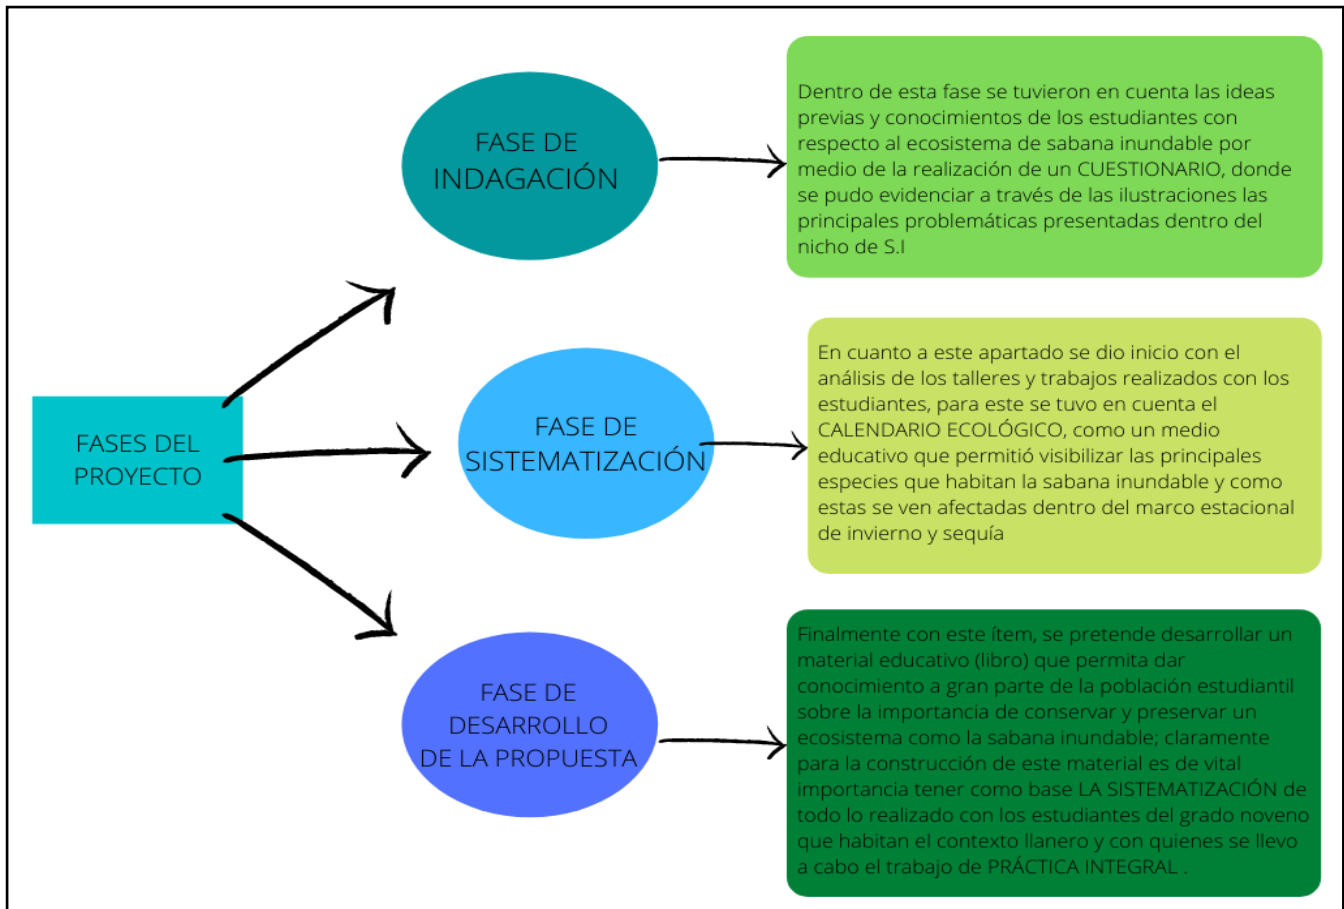 FASES DEL
PROYECTO
FASE DE
INDAGACIÓN
Dentro de esta fase se tuvieron en cuenta las ideas
previas y conocimientos de los estudiantes con
respecto al ecosistema de sabana inundable por
medio de la realización de un CUESTIONARIO, donde
se pudo evidenciar a través de las ilustraciones las
principales problemáticas presentadas dentro del
nicho de S.I
FASE DE
SISTEMATIZACIÓN
En cuanto a este apartado se dio inicio con el
análisis de los talleres y trabajos realizados con los
estudiantes, para este se tuvo en cuenta el
CALENDARIO ECOLÓGICO, como un medio
educativo que permitió visibilizar las principales
especies que habitan la sabana inundable y como
estas se ven afectadas dentro del marco estacional
de invierno y sequía
FASE DE
DESARROLLO
DE LA PROPUESTA
Finalmente con este ítem, se pretende desarrollar un
material educativo (libro) que permita dar
conocimiento a gran parte de la población estudiantil
sobre la importancia de conservar y preservar un
ecosistema como la sabana inundable; claramente
para la construcción de este material es de vital
importancia tener como base LA SISTEMATIZACIÓN de
todo lo realizado con los estudiantes del grado noveno
que habitan el contexto llanero y con quienes se llevo
a cabo el trabajo de PRÁCTICA INTEGRAL .